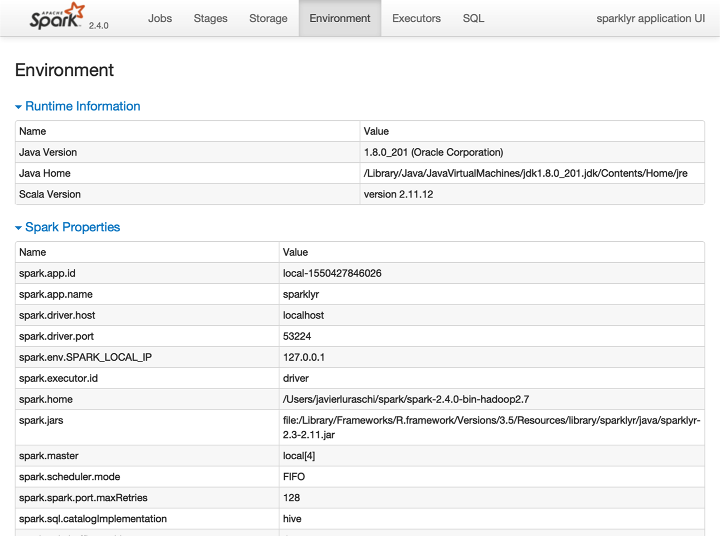 APACHE
Spark 2.4.0 Jobs Stages Storage Environment Executors SQL sparklyr application UI
Environment
Runtime Information
Name Value
Java Version 1.8.0_201 (Oracle Corporation)
Java Home /Library/Java/JavaVirtualMachines/jdk1.8.0_201.jdk/Contents/Home/jre
Scala Version version 2.11.12
Spark Properties
Name Value
spark.app.id local-1550427846026
spark.app.name sparklyr
spark.driver.host localhost
spark.driver.port 53224
spark.env.SPARK_LOCAL_IP 127.0.0.1
spark.executor.id driver
spark.home /Users/javierluraschi/spark/spark-2.4.0-bin-hadoop2.7
spark.jars file:/Library/Frameworks/R.framework/Versions/3.5/Resources/library/sparklyr/java/sparklyr-
2.3-2.11.jar
spark.master local[4]
spark.scheduler.mode FIFO
spark.spark.port.maxRetries 128
spark.sql.catalogImplementation hive